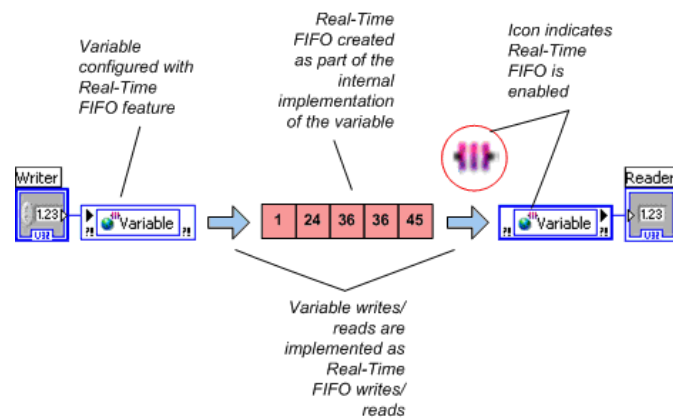 Variable
configured with
Real-Time
FIFO feature
Real-Time
FIFO created
as part of the
internal
implementation
of the variable
Icon indicates
Real-Time
FIFO is
enabled
Writer
1.23
U32
?!
Variable
?!
1 24 36 36 45
?!
Variable
?!
Reader
1.23
U32
Variable writes/
reads are
implemented as
Real-Time
FIFO writes/
reads